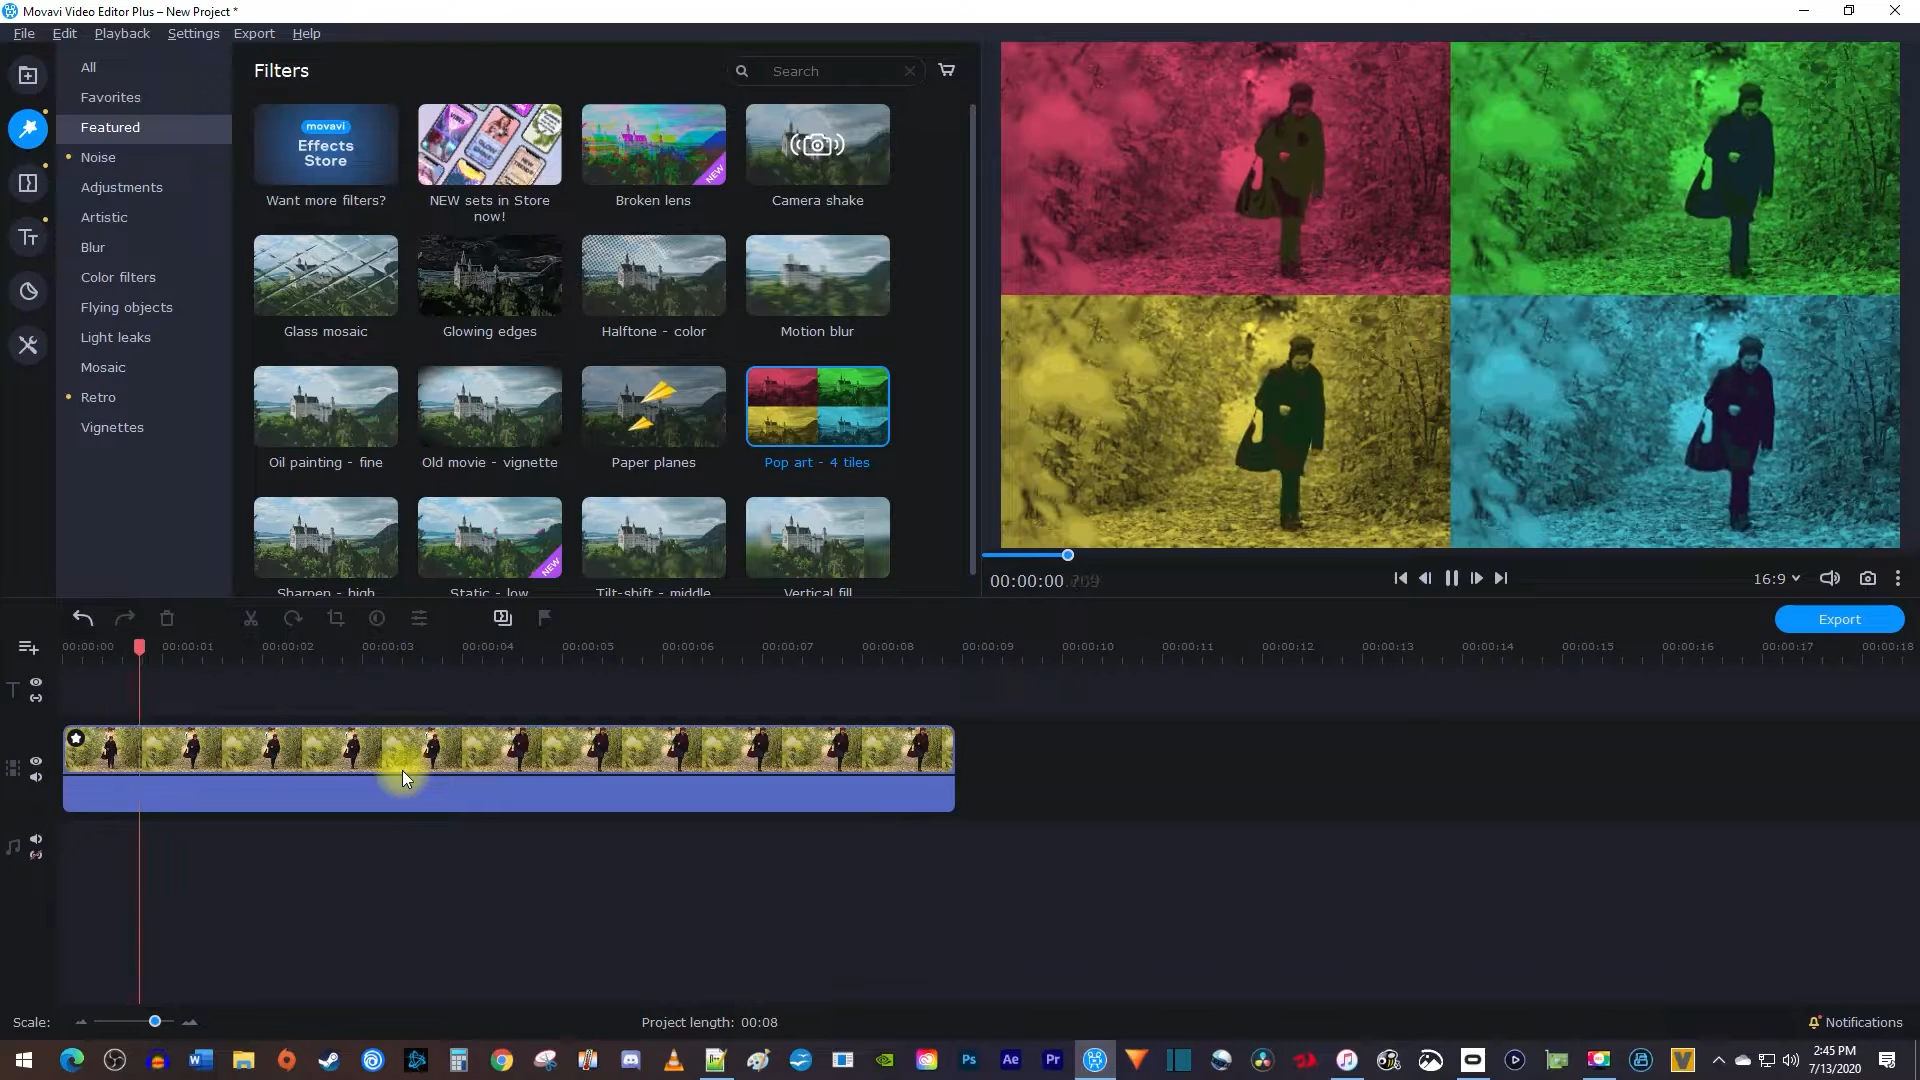 Movavi Video Editor Plus – New Project *
File Edit Playback Settings Export Help
All
Favorites
Featured
Noise
Adjustments
Artistic
Blur
Color filters
Flying objects
Light leaks
Mosaic
Retro
Vignettes
Filters
Search
movavi
Effects
Store
NEW
Want more filters?
NEW sets in Store
now!
Broken lens
Camera shake
Glass mosaic
Glowing edges
Halftone - color
Motion blur
Oil painting - fine
Old movie - vignette
Paper planes
Pop art - 4 tiles
NEW
Sharpen - high
Static - low
Tilt-shift - middle
Vertical fill
00:00:00
16:9
Export
00:00:00 00:00:01 00:00:02 00:00:03 00:00:04 00:00:05 00:00:06 00:00:07 00:00:08 00:00:09 00:00:10 00:00:11 00:00:12 00:00:13 00:00:14 00:00:15 00:00:16 00:00:17 00:00:18
Scale:
Project length: 00:08
Notifications
Ps
Ae
Pr
2:45 PM
7/13/2020